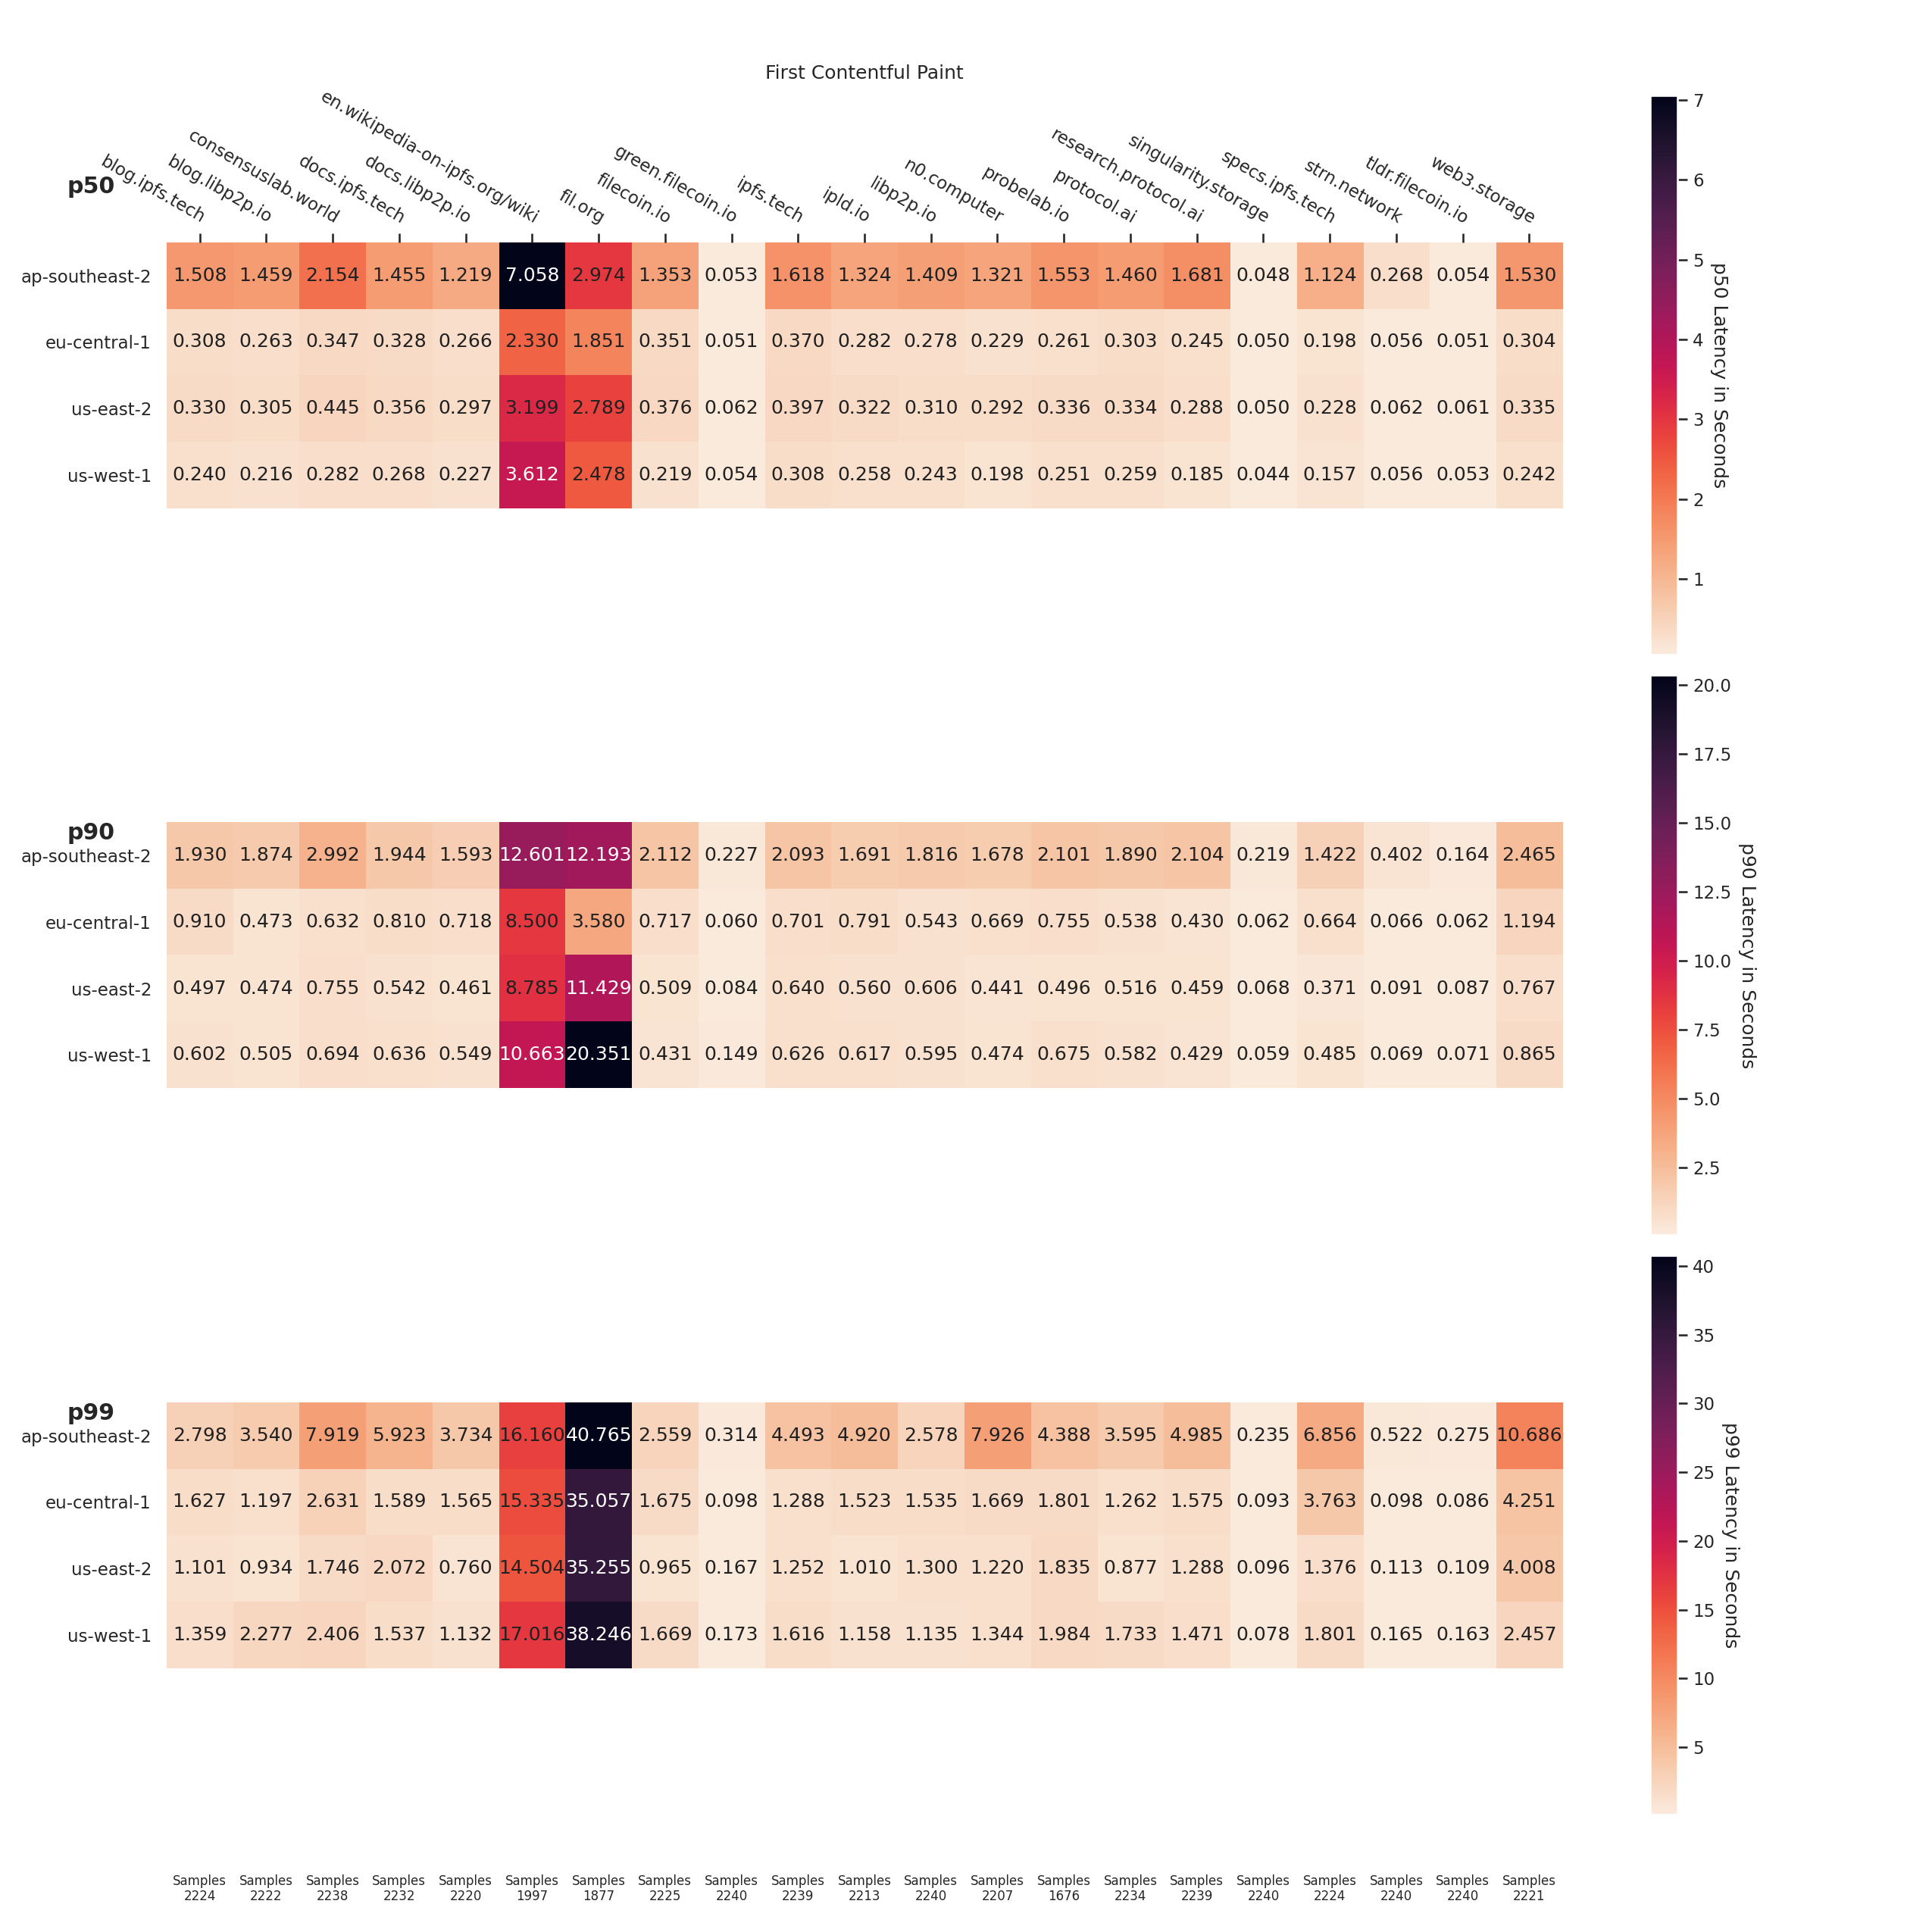 First Contentful Paint
p50
blog.ipfs.tech
blog.libp2p.io
consensuslab.world
docs.ipfs.tech
docs.libp2p.io
en.wikipedia-on-ipfs.org/wiki
fil.org
filecoin.io
green.filecoin.io
ipfs.tech
ipld.io
libp2p.io
n0.computer
probelab.io
protocol.ai
research.protocol.ai
singularity.storage
specs.ipfs.tech
strn.network
tldr.filecoin.io
web3.storage
ap-southeast-2 1.508 1.459 2.154 1.455 1.219 7.058 2.974 1.353 0.053 1.618 1.324 1.409 1.321 1.553 1.460 1.681 0.048 1.124 0.268 0.054 1.530
eu-central-1 0.308 0.263 0.347 0.328 0.266 2.330 1.851 0.351 0.051 0.370 0.282 0.278 0.229 0.261 0.303 0.245 0.050 0.198 0.056 0.051 0.304
us-east-2 0.330 0.305 0.445 0.356 0.297 3.199 2.789 0.376 0.062 0.397 0.322 0.310 0.292 0.336 0.334 0.288 0.050 0.228 0.062 0.061 0.335
us-west-1 0.240 0.216 0.282 0.268 0.227 3.612 2.478 0.219 0.054 0.308 0.258 0.243 0.198 0.251 0.259 0.185 0.044 0.157 0.056 0.053 0.242
7
6
5
4
3
2
1
p50 Latency in Seconds
p90
ap-southeast-2 1.930 1.874 2.992 1.944 1.593 12.601 12.193 2.112 0.227 2.093 1.691 1.816 1.678 2.101 1.890 2.104 0.219 1.422 0.402 0.164 2.465
eu-central-1 0.910 0.473 0.632 0.810 0.718 8.500 3.580 0.717 0.060 0.701 0.791 0.543 0.669 0.755 0.538 0.430 0.062 0.664 0.066 0.062 1.194
us-east-2 0.497 0.474 0.755 0.542 0.461 8.785 11.429 0.509 0.084 0.640 0.560 0.606 0.441 0.496 0.516 0.459 0.068 0.371 0.091 0.087 0.767
us-west-1 0.602 0.505 0.694 0.636 0.549 10.663 20.351 0.431 0.149 0.626 0.617 0.595 0.474 0.675 0.582 0.429 0.059 0.485 0.069 0.071 0.865
20.0
17.5
15.0
12.5
10.0
7.5
5.0
2.5
p90 Latency in Seconds
p99
ap-southeast-2 2.798 3.540 7.919 5.923 3.734 16.160 40.765 2.559 0.314 4.493 4.920 2.578 7.926 4.388 3.595 4.985 0.235 6.856 0.522 0.275 10.686
eu-central-1 1.627 1.197 2.631 1.589 1.565 15.335 35.057 1.675 0.098 1.288 1.523 1.535 1.669 1.801 1.262 1.575 0.093 3.763 0.098 0.086 4.251
us-east-2 1.101 0.934 1.746 2.072 0.760 14.504 35.255 0.965 0.167 1.252 1.010 1.300 1.220 1.835 0.877 1.288 0.096 1.376 0.113 0.109 4.008
us-west-1 1.359 2.277 2.406 1.537 1.132 17.016 38.246 1.669 0.173 1.616 1.158 1.135 1.344 1.984 1.733 1.471 0.078 1.801 0.165 0.163 2.457
40
35
30
25
20
15
10
5
p99 Latency in Seconds
Samples Samples Samples Samples Samples Samples Samples Samples Samples Samples Samples Samples Samples Samples Samples Samples Samples Samples Samples Samples Samples
2224 2222 2238 2232 2220 1997 1877 2225 2240 2239 2213 2240 2207 1676 2234 2239 2240 2224 2240 2240 2221